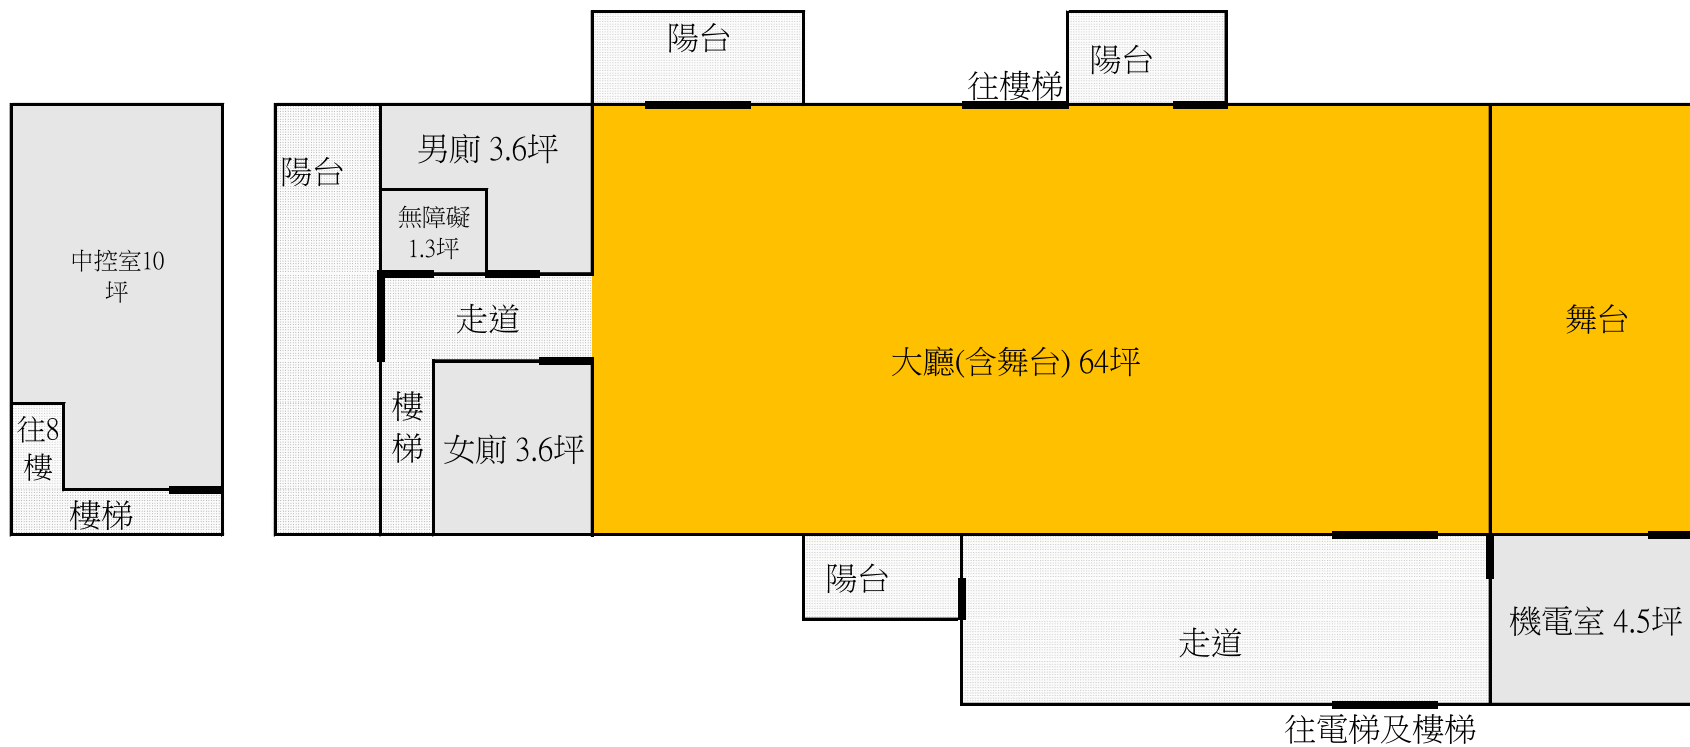 陽台
陽台
往樓梯
男廁 3.6坪
陽台
無障礙
1.3坪
中控室10
坪
走道
舞台
大廳(含舞台) 64坪
樓
梯
往8
樓
女廁 3.6坪
樓梯
陽台
機電室 4.5坪
走道
往電梯及樓梯